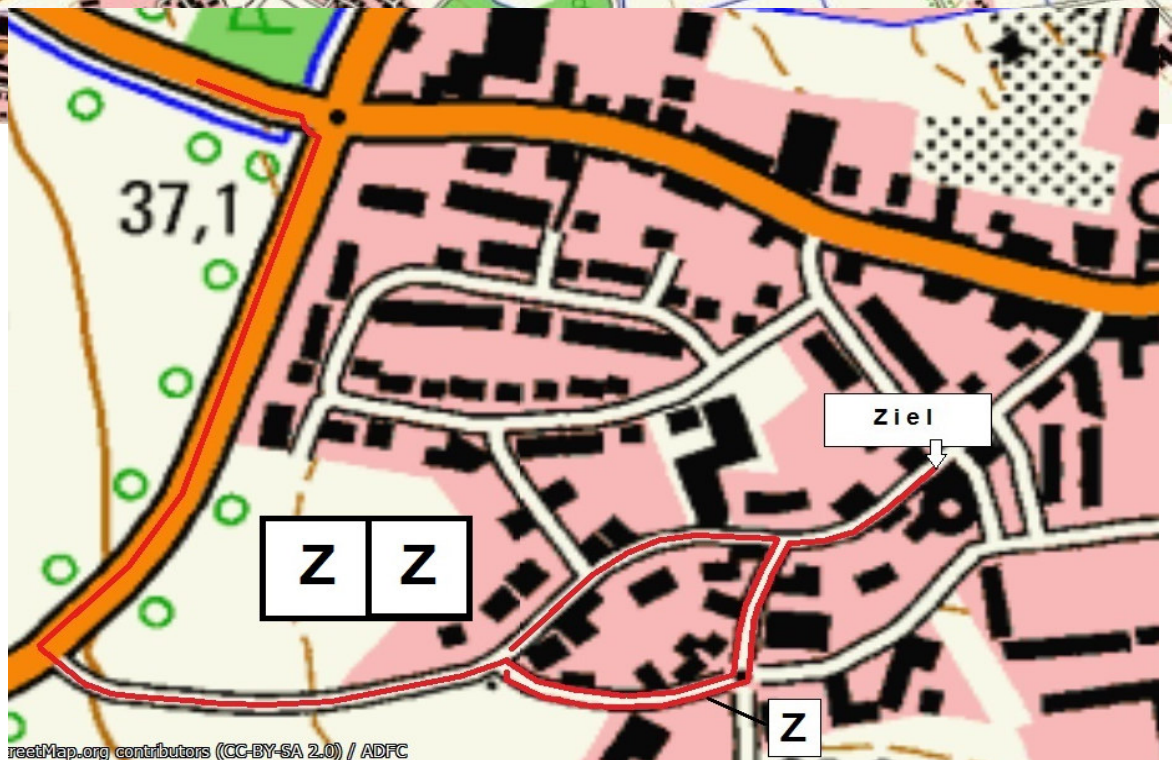 37,1
Ziel
Z Z
Z
reetMap.org contributors (CC-BY-SA 2.0) / ADFC